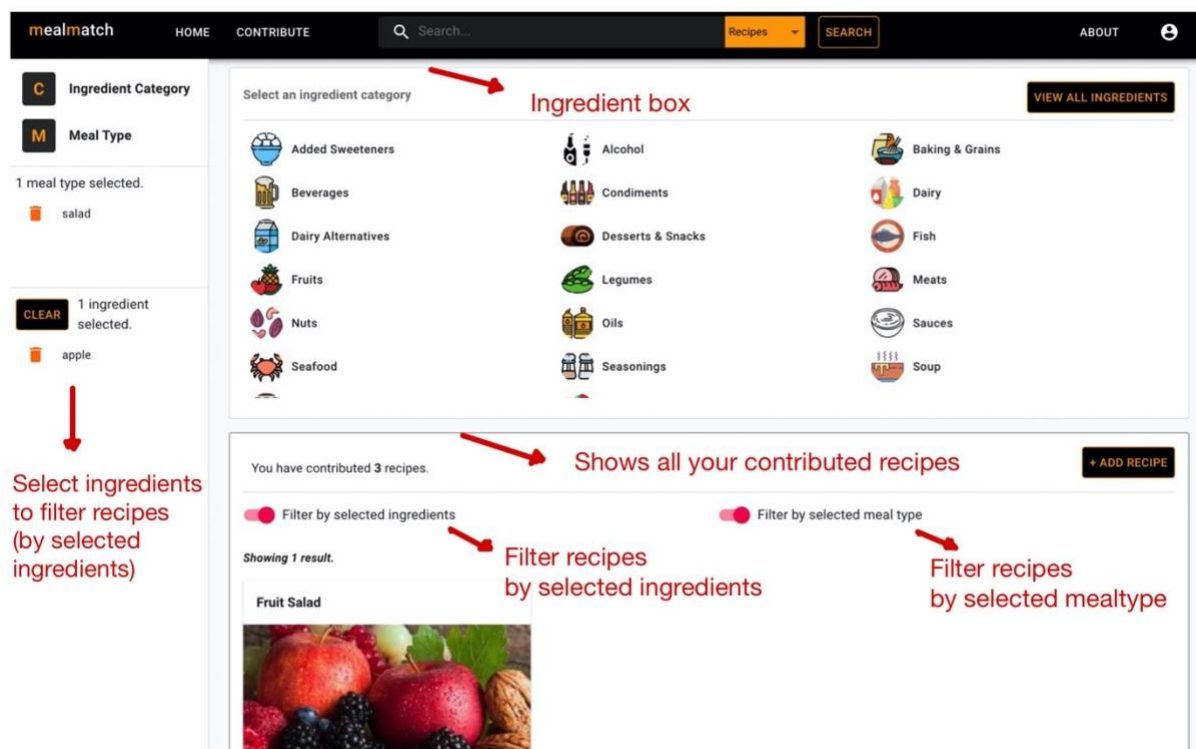 mealmatch HOME CONTRIBUTE Search... Recipes SEARCH ABOUT
C Ingredient Category
M Meal Type
1 meal type selected.
salad
CLEAR 1 ingredient
selected.
apple
Select ingredients
to filter recipes
(by selected
ingredients)
Select an ingredient category
Ingredient box
VIEW ALL INGREDIENTS
Added Sweeteners Alcohol Baking & Grains
Beverages Condiments Dairy
Dairy Alternatives Desserts & Snacks Fish
Fruits Legumes Meats
Nuts Oils Sauces
Seafood Seasonings Soup
You have contributed 3 recipes.
Shows all your contributed recipes
+ ADD RECIPE
Filter by selected ingredients Filter by selected meal type
Showing 1 result.
Filter recipes
by selected ingredients
Filter recipes
by selected mealtype
Fruit Salad